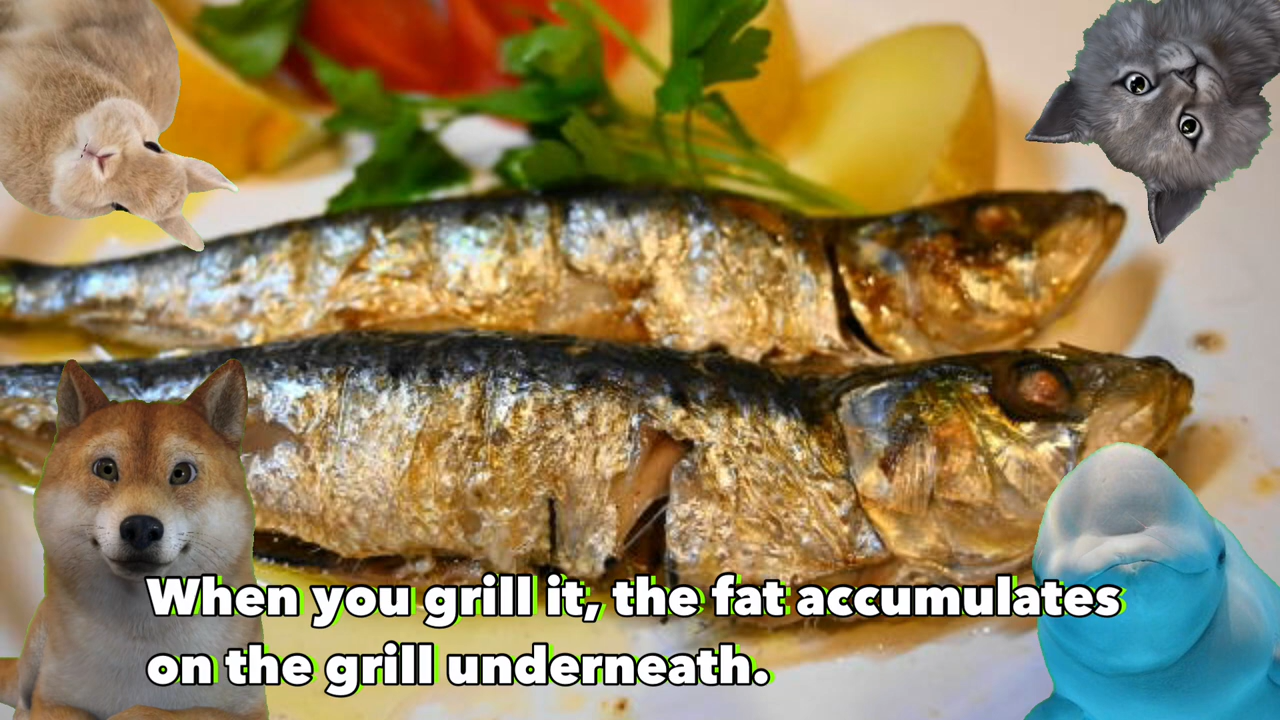 When you grill it, the fat accumulates
on the grill underneath.